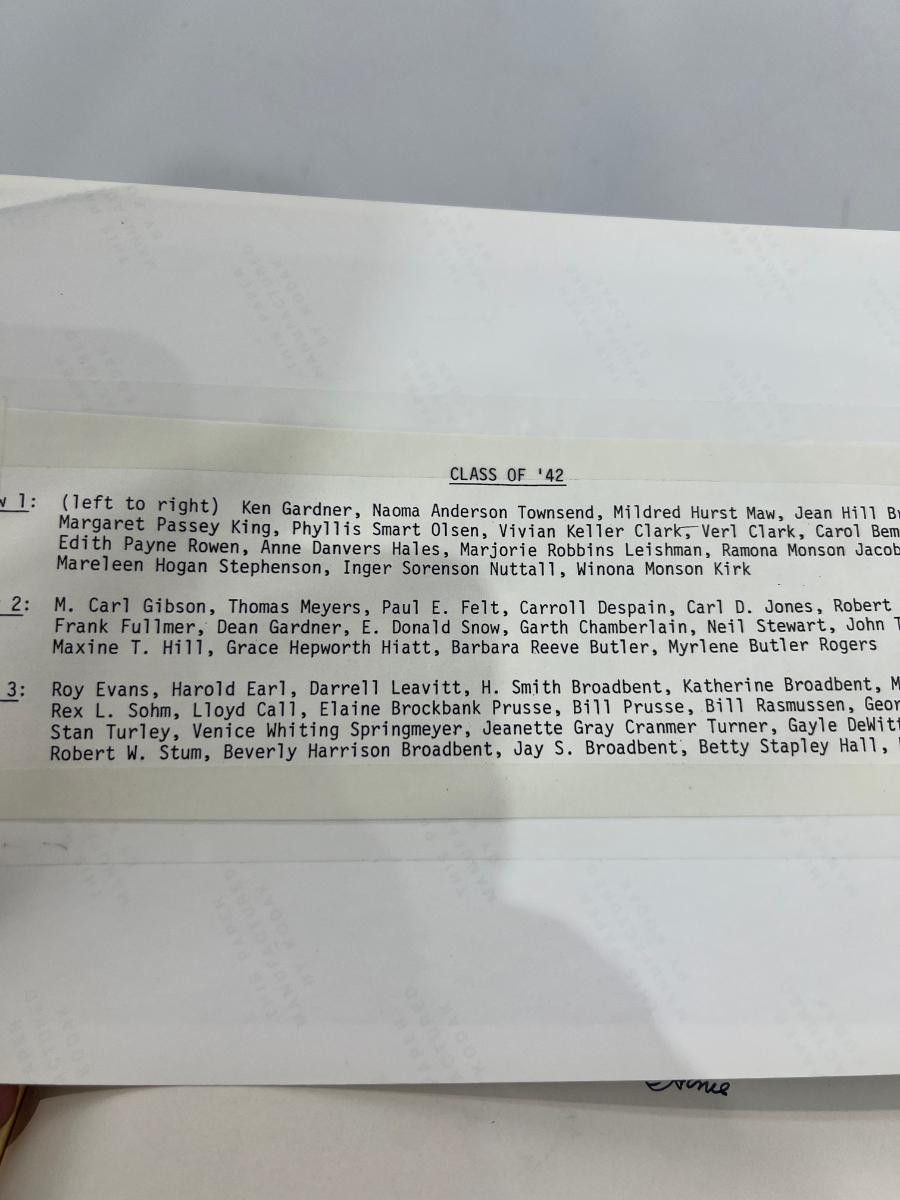 CLASS OF '42
1: (left to right) Ken Gardner, Naoma Anderson Townsend, Mildred Hurst Maw, Jean Hill
Margaret Passey King, Phyllis Smart Olsen, Vivian Keller Clark, Verl Clark, Carol Bem
Edith Payne Rowen, Anne Danvers Hales, Marjorie Robbins Leishman, Ramona Monson Jacob
Mareleen Hogan Stephenson, Inger Sorenson Nuttall, Winona Monson Kirk
2: M. Carl Gibson, Thomas Meyers, Paul E. Felt, Carroll Despain, Carl D. Jones, Robert
Frank Fullmer, Dean Gardner, E. Donald Snow, Garth Chamberlain, Neil Stewart, John T
Maxine T. Hill, Grace Hepworth Hiatt, Barbara Reeve Butler, Myrlene Butler Rogers
3: Roy Evans, Harold Earl, Darrell Leavitt, H. Smith Broadbent, Katherine Broadbent, M
Rex L. Sohm, Lloyd Call, Elaine Brockbank Prusse, Bill Prusse, Bill Rasmussen, Geor
Stan Turley, Venice Whiting Springmeyer, Jeanette Gray Cranmer Turner, Gayle DeWitt
Robert W. Stum, Beverly Harrison Broadbent, Jay S. Broadbent, Betty Stapley Hall,